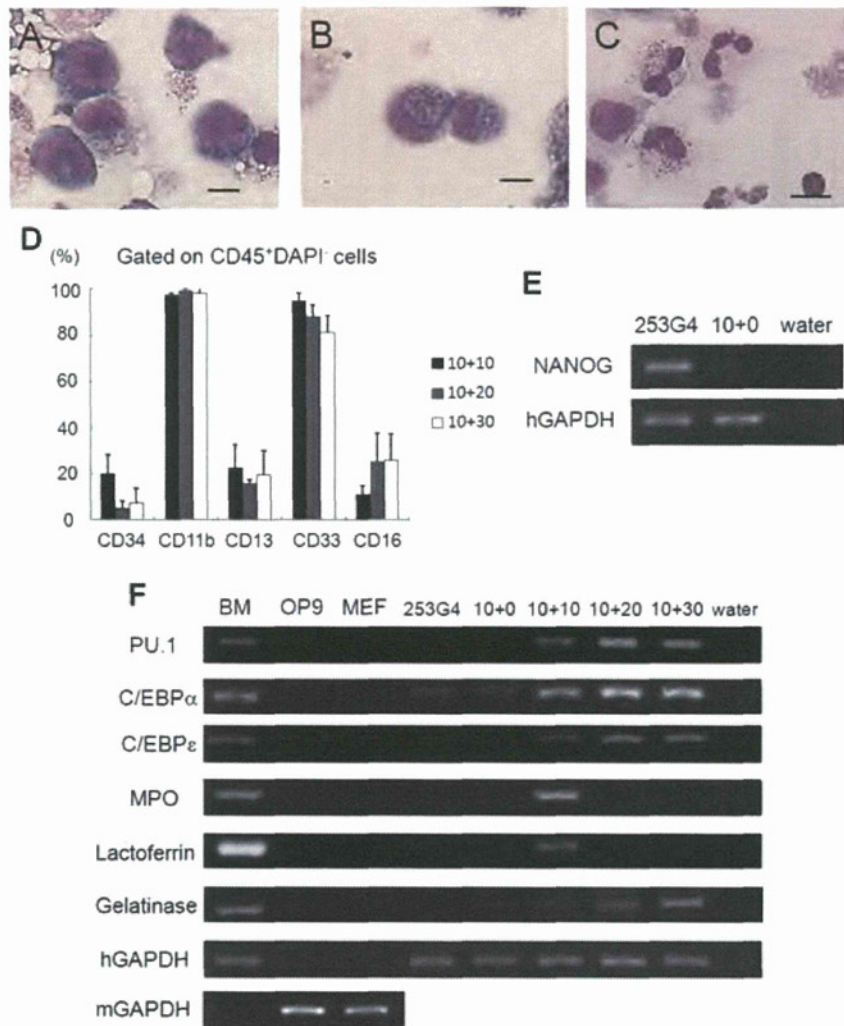 A
B
C
D
(%) Gated on CD45⁺DAPI⁻ cells
100
80
60
40
20
0
CD34 CD11b CD13 CD33 CD16
10+10
10+20
10+30
E
253G4 10+0 water
NANOG
hGAPDH
F
BM OP9 MEF 253G4 10+0 10+10 10+20 10+30 water
PU.1
C/EBPα
C/EBPε
MPO
Lactoferrin
Gelatinase
hGAPDH
mGAPDH